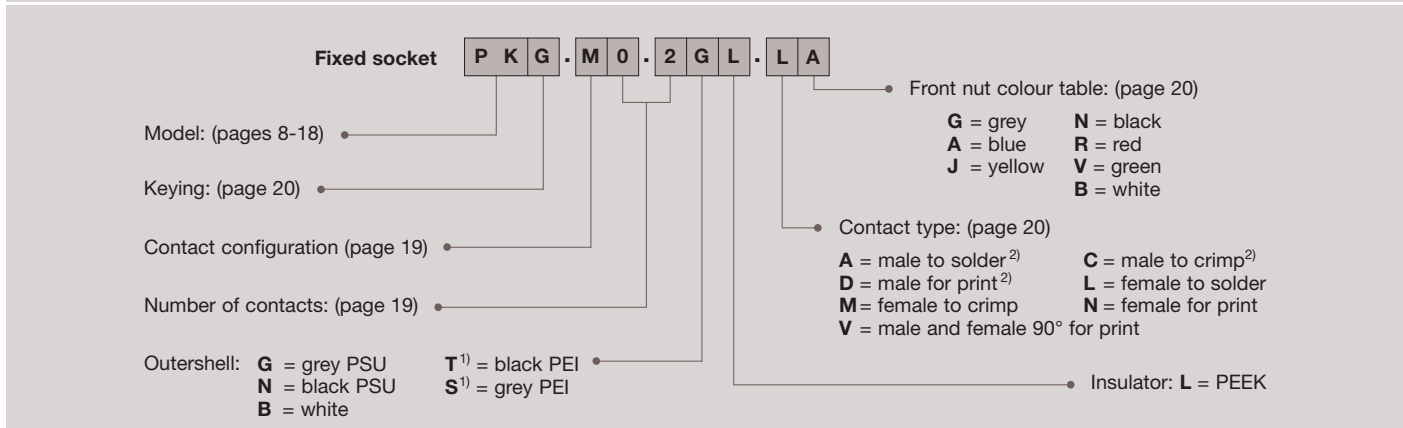 Fixed socket P K G . M 0 . 2 G L . L A
Front nut colour table: (page 20)
G = grey N = black
A = blue R = red
J = yellow V = green
B = white
Model: (pages 8-18)
Keying: (page 20)
Contact configuration (page 19)
Number of contacts: (page 19)
Contact type: (page 20)
A = male to solder 2) C = male to crimp2)
D = male for print 2) L = female to solder
M = female to crimp N = female for print
V = male and female 90° for print
Outershell: G = grey PSU T 1) = black PEI
N = black PSU S 1) = grey PEI
B = white
Insulator: L = PEEK